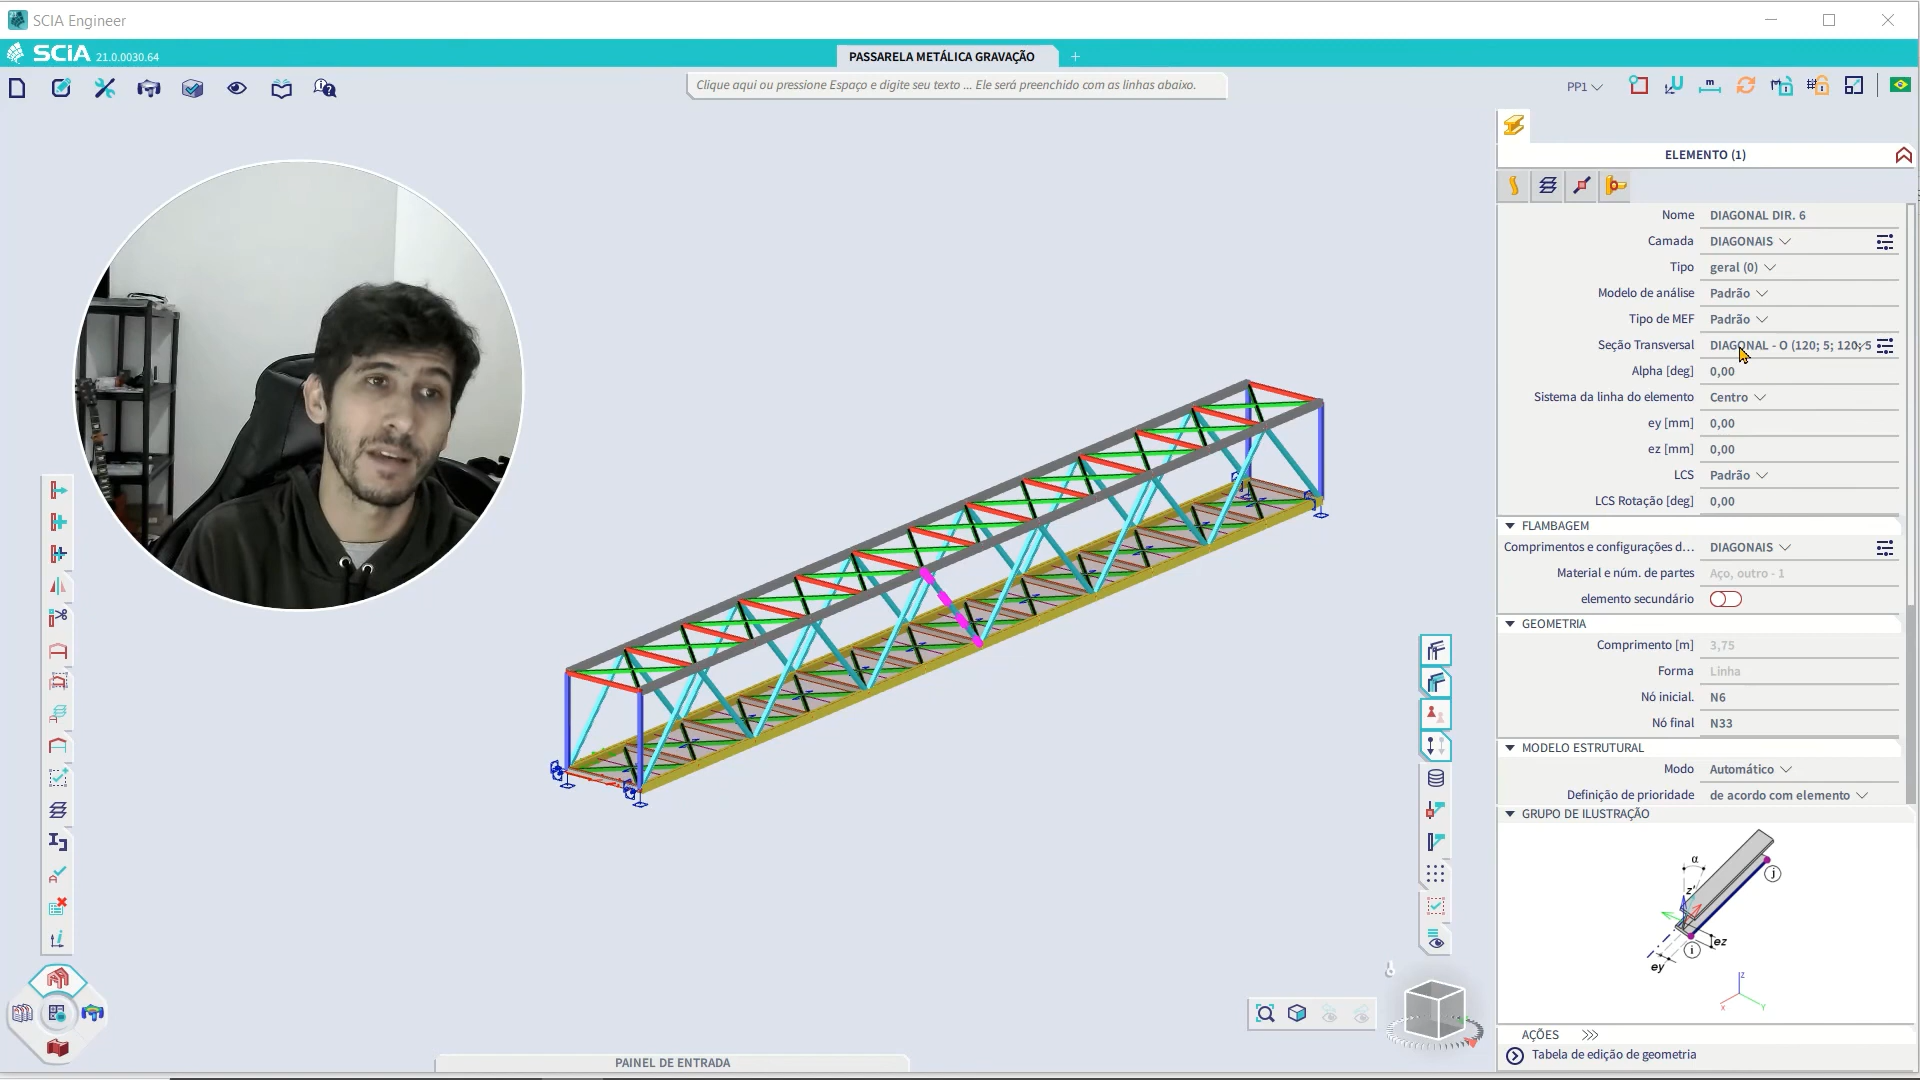 SCIA Engineer
SCiA 21.0.0030.64
PASSARELA METÁLICA GRAVAÇÃO
+
Clique aqui ou pressione Espaço e digite seu texto ... Ele será preenchido com as linhas abaixo.
PP1
ELEMENTO (1)
Nome DIAGONAL DIR. 6
Camada DIAGONAIS
Tipo geral (0)
Modelo de análise Padrão
Tipo de MEF Padrão
Seção Transversal DIAGONAL - O (120; 5; 120; 5
Alpha [deg] 0,00
Sistema da linha do elemento Centro
ey [mm] 0,00
ez [mm] 0,00
LCS Padrão
LCS Rotação [deg] 0,00
FLAMBAGEM
Comprimentos e configurações d... DIAGONAIS
Material e núm. de partes Aço, outro - 1
elemento secundário
GEOMETRIA
Comprimento [m] 3,75
Forma Linha
Nó inicial. N6
Nó final N33
MODELO ESTRUTURAL
Modo Automático
Definição de prioridade de acordo com elemento
GRUPO DE ILUSTRAÇÃO
α
j
z'
ez
i
ey
z
x
Y
AÇÕES >>>
Tabela de edição de geometria
PAINEL DE ENTRADA